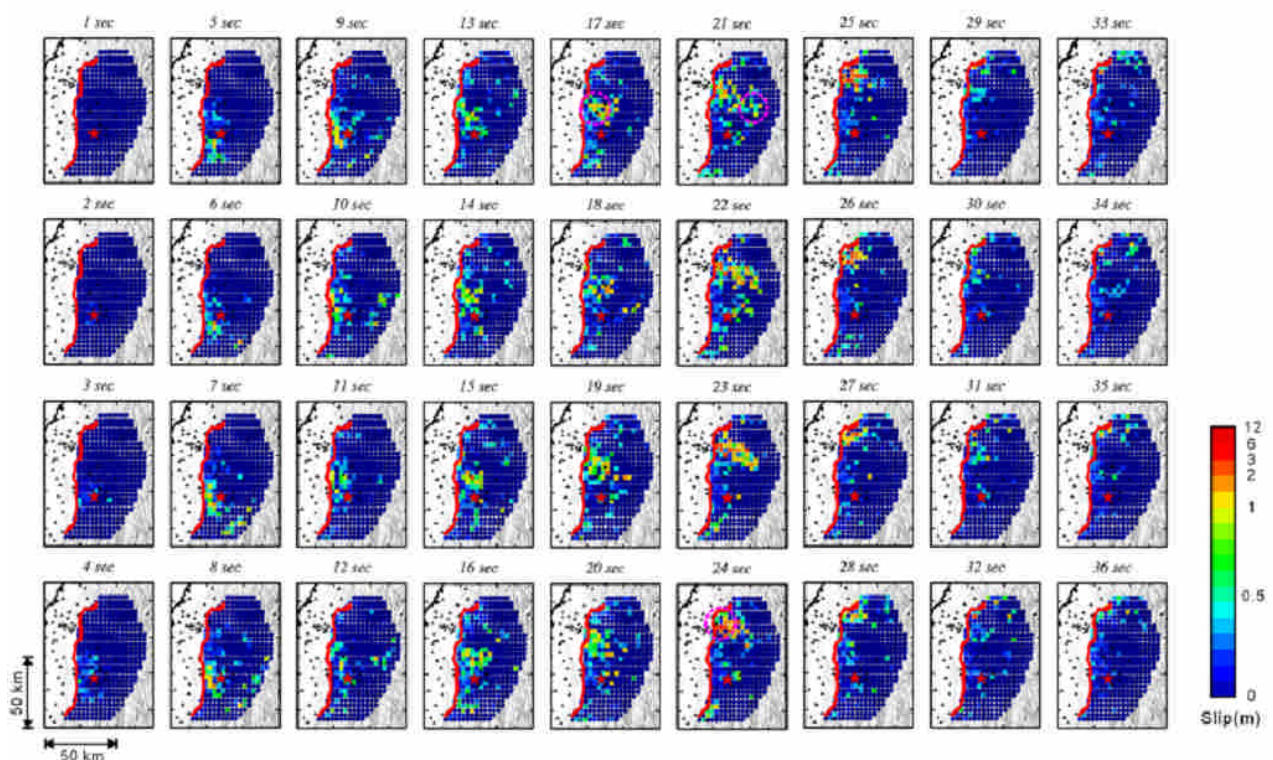 1 sec 5 sec 9 sec 13 sec 17 sec 21 sec 25 sec 29 sec 33 sec
2 sec 6 sec 10 sec 14 sec 18 sec 22 sec 26 sec 30 sec 34 sec
3 sec 7 sec 11 sec 15 sec 19 sec 23 sec 27 sec 31 sec 35 sec
12
6
3
2
1
4 sec 8 sec 12 sec 16 sec 20 sec 24 sec 28 sec 32 sec 36 sec
0.5
0
Slip(m)
50 km
50 km